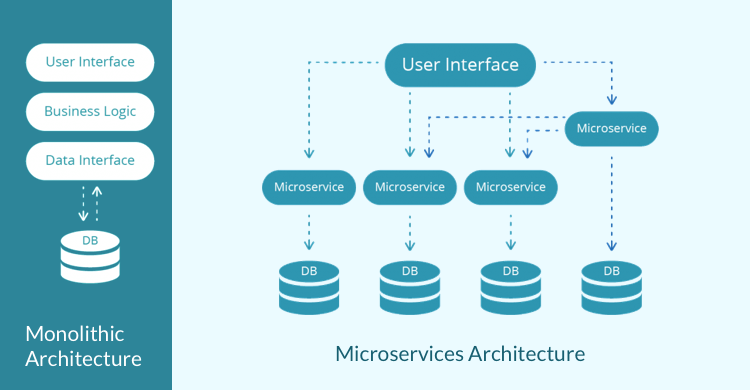 User Interface
Business Logic
Data Interface
DB
Monolithic
Architecture
User Interface
Microservice
Microservice
Microservice
Microservice
DB
DB
DB
DB
Microservices Architecture